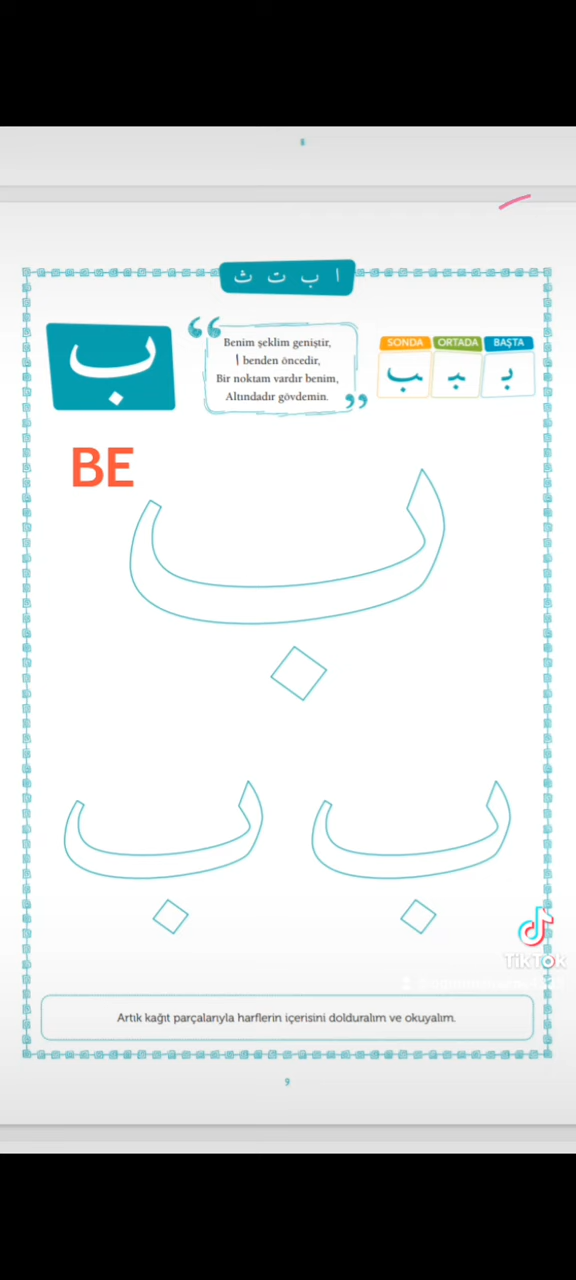 8
ا ب ت ث
ب
Benim şeklim geniştir,
ا benden öncedir,
Bir noktam vardır benim,
Altındadır gövdemin.
SONDA ORTADA BAŞTA
ـب ـبـ بـ
BE
ب
ب ب
TikTok
Artık kağıt parçalarıyla harflerin içerisini dolduralım ve okuyalım.
9